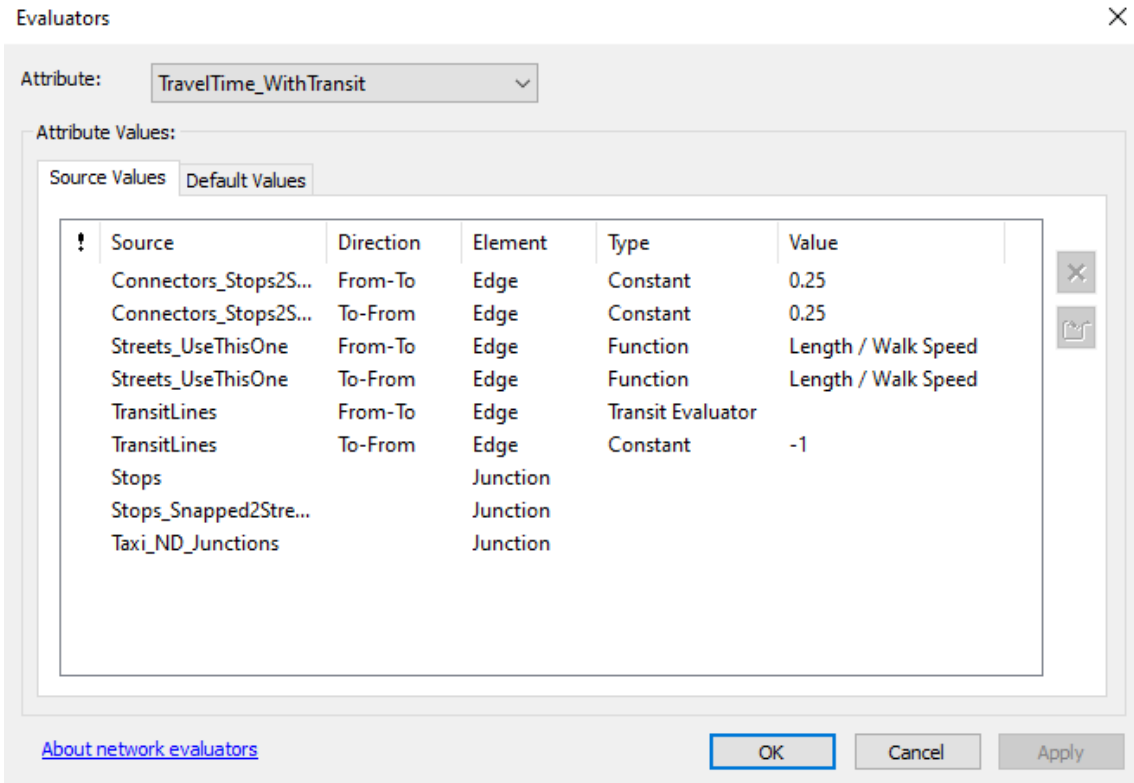 Evaluators
Attribute: TravelTime_WithTransit
Attribute Values:
Source Values Default Values
! Source Direction Element Type Value
Connectors_Stops2S... From-To Edge Constant 0.25
Connectors_Stops2S... To-From Edge Constant 0.25
Streets_UseThisOne From-To Edge Function Length / Walk Speed
Streets_UseThisOne To-From Edge Function Length / Walk Speed
TransitLines From-To Edge Transit Evaluator
TransitLines To-From Edge Constant -1
Stops Junction
Stops_Snapped2Stre... Junction
Taxi_ND_Junctions Junction
About network evaluators OK Cancel Apply